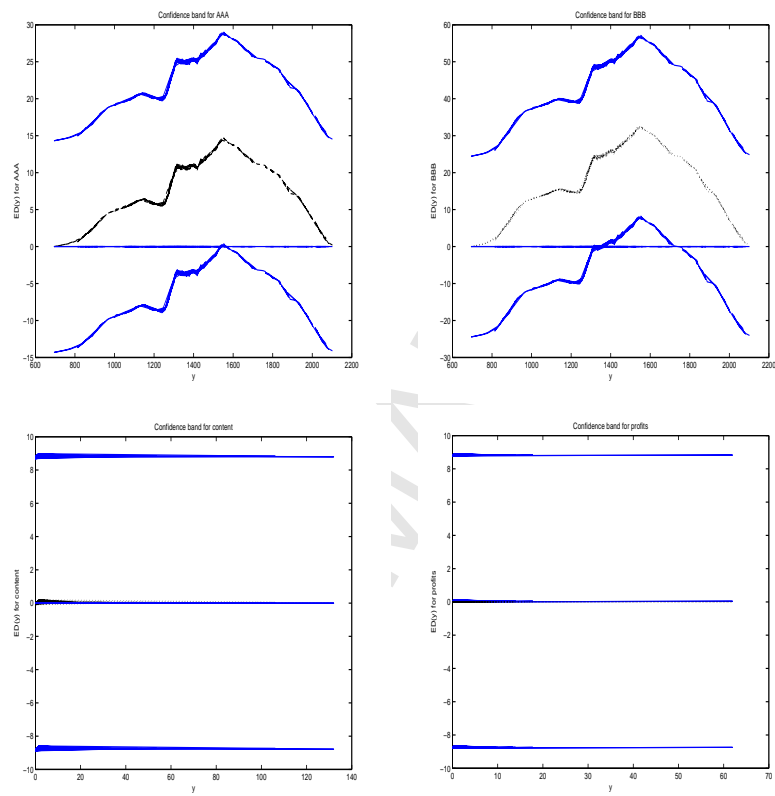 Confidence band for AAA
30
25
20
15
10
5
0
−5
−10
−15
ED(y) for AAA
600 800 1000 1200 1400 1600 1800 2000 2200
y
Confidence band for BBB
60
50
40
30
20
10
0
−10
−20
−30
ED(y) for BBB
600 800 1000 1200 1400 1600 1800 2000 2200
y
Confidence band for content
10
8
6
4
2
0
−2
−4
−6
−8
−10
ED(y) for content
0 20 40 60 80 100 120 140
y
Confidence band for profits
10
8
6
4
2
0
−2
−4
−6
−8
−10
ED(y) for profits
0 10 20 30 40 50 60 70
y